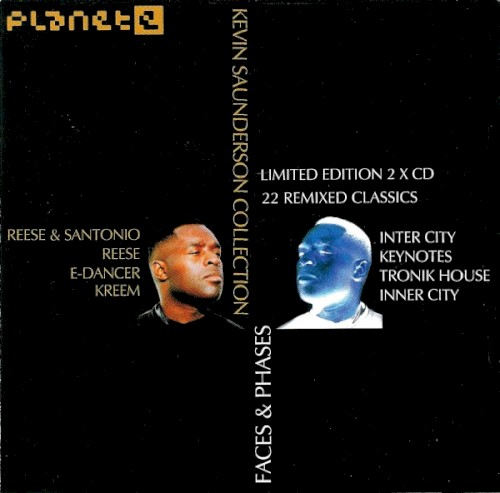 planet e
KEVIN SAUNDERSON COLLECTION
FACES & PHASES
LIMITED EDITION 2 X CD
22 REMIXED CLASSICS
REESE & SANTONIO
REESE
E-DANCER
KREEM
INTER CITY
KEYNOTES
TRONIK HOUSE
INNER CITY